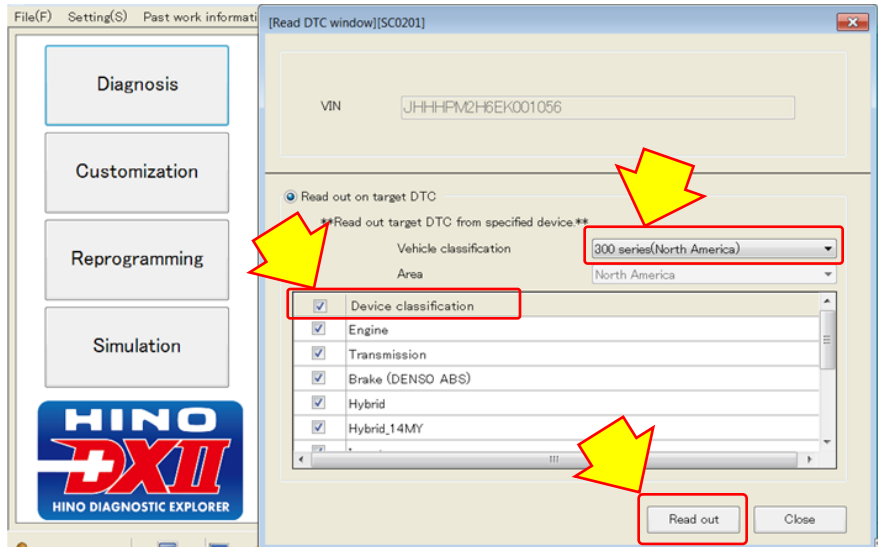 File(F) Setting(S) Past work informati
[Read DTC window][SC0201]
Diagnosis
Customization
Reprogramming
Simulation
HINO
DXII
HINO DIAGNOSTIC EXPLORER
VIN JHHHPM2H6EK001056
Read out on target DTC
**Read out target DTC from specified device.**
Vehicle classification 300 series(North America)
Area North America
Device classification
Engine
Transmission
Brake (DENSO ABS)
Hybrid
Hybrid_14MY
Read out Close